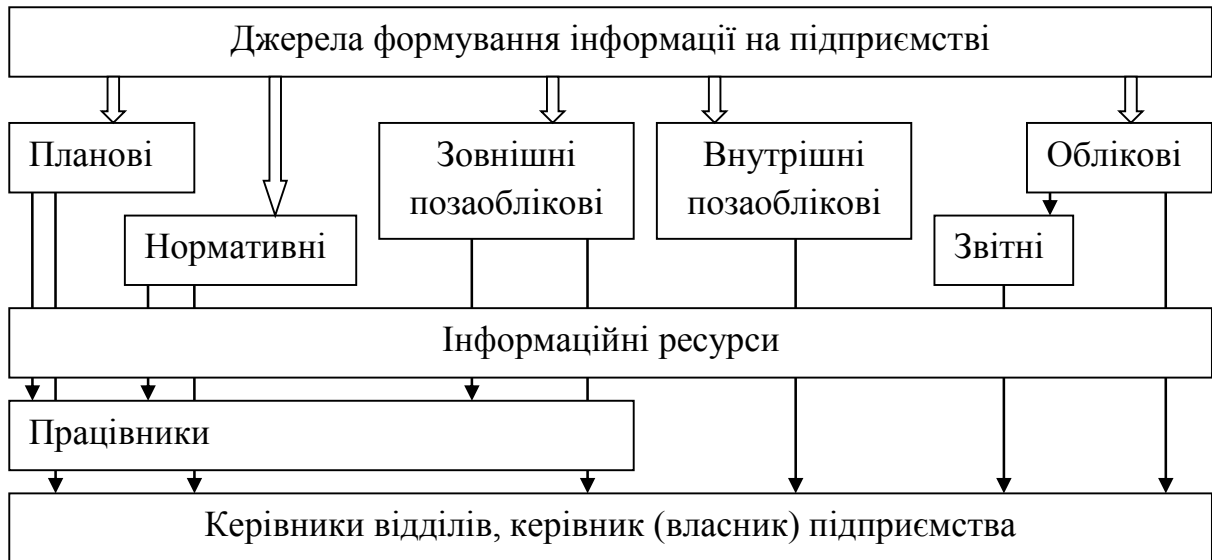 Джерела формування інформації на підприємстві
Планові
Зовнішні
позаоблікові
Внутрішні
позаоблікові
Облікові
Нормативні
Звітні
Інформаційні ресурси
Працівники
Керівники відділів, керівник (власник) підприємства